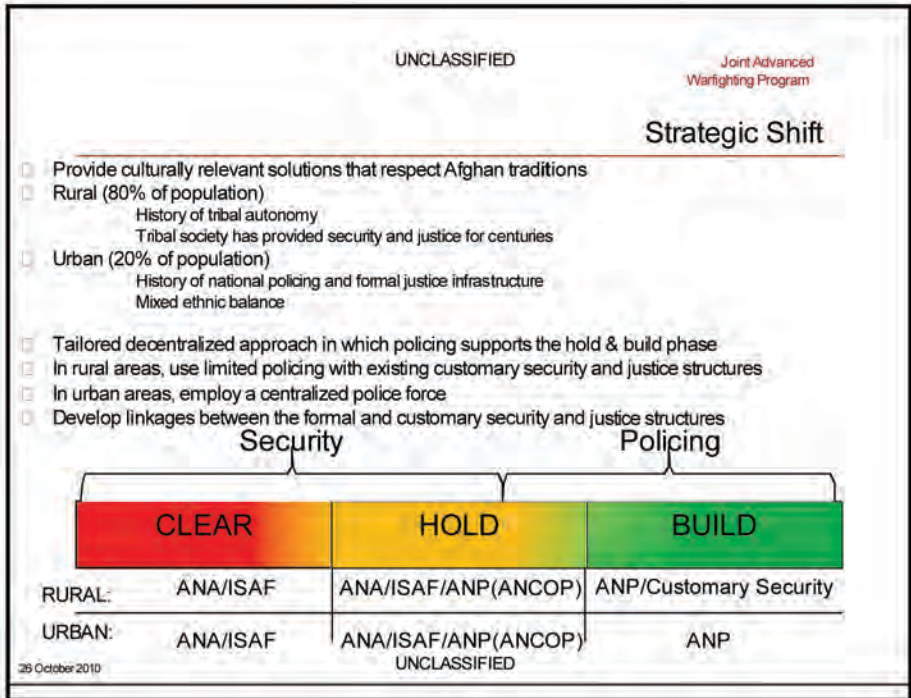 UNCLASSIFIED
Joint Advanced
Warfighting Program
Strategic Shift
Provide culturally relevant solutions that respect Afghan traditions
Rural (80% of population)
History of tribal autonomy
Tribal society has provided security and justice for centuries
Urban (20% of population)
History of national policing and formal justice infrastructure
Mixed ethnic balance
Tailored decentralized approach in which policing supports the hold & build phase
In rural areas, use limited policing with existing customary security and justice structures
In urban areas, employ a centralized police force
Develop linkages between the formal and customary security and justice structures
Security Policing
CLEAR HOLD BUILD
RURAL: ANA/ISAF ANA/ISAF/ANP(ANCOP) ANP/Customary Security
URBAN: ANA/ISAF ANA/ISAF/ANP(ANCOP) ANP
26 October 2010 UNCLASSIFIED